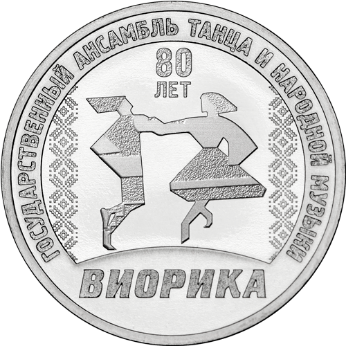 ГОСУДАРСТВЕННЫЙ АНСАМБЛЬ ТАНЦА И НАРОДНОЙ МУЗЫКИ
80
ЛЕТ
ВИОРИКА